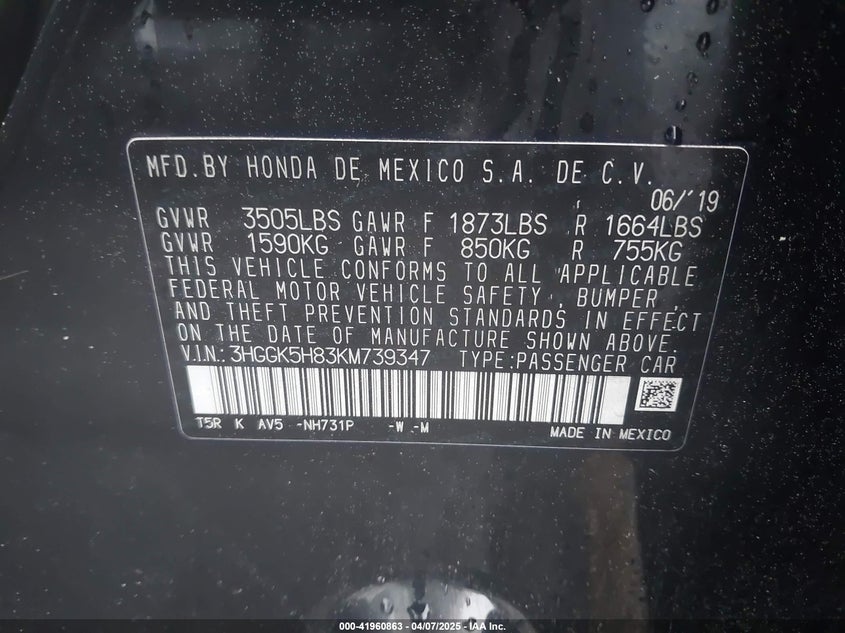 MFD.BY HONDA DE MEXICO S.A. DE C.V.
06/'19
GVWR 3505LBS GAWR F 1873LBS R 1664LBS
GVWR 1590KG GAWR F 850KG R 755KG
THIS VEHICLE CONFORMS TO ALL APPLICABLE
FEDERAL MOTOR VEHICLE SAFETY, BUMPER,
AND THEFT PREVENTION STANDARDS IN EFFECT
ON THE DATE OF MANUFACTURE SHOWN ABOVE.
V.I.N.: 3HGGK5H83KM739347 TYPE:PASSENGER CAR
T5R K AV5 -NH731P -W -M
MADE IN MEXICO
000-41960863 - 04/07/2025 - IAA Inc.